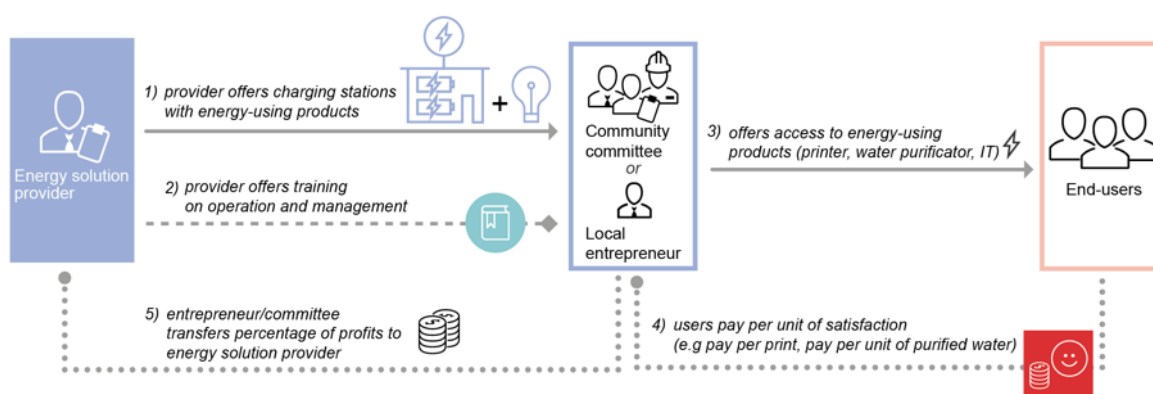 1) provider offers charging stations
with energy-using products
+
Energy solution
provider
2) provider offers training
on operation and management
Community
committee
or
Local
entrepreneur
3) offers access to energy-using
products (printer, water purificator, IT)
End-users
5) entrepreneur/committee
transfers percentage of profits to
energy solution provider
4) users pay per unit of satisfaction
(e.g pay per print, pay per unit of purified water)